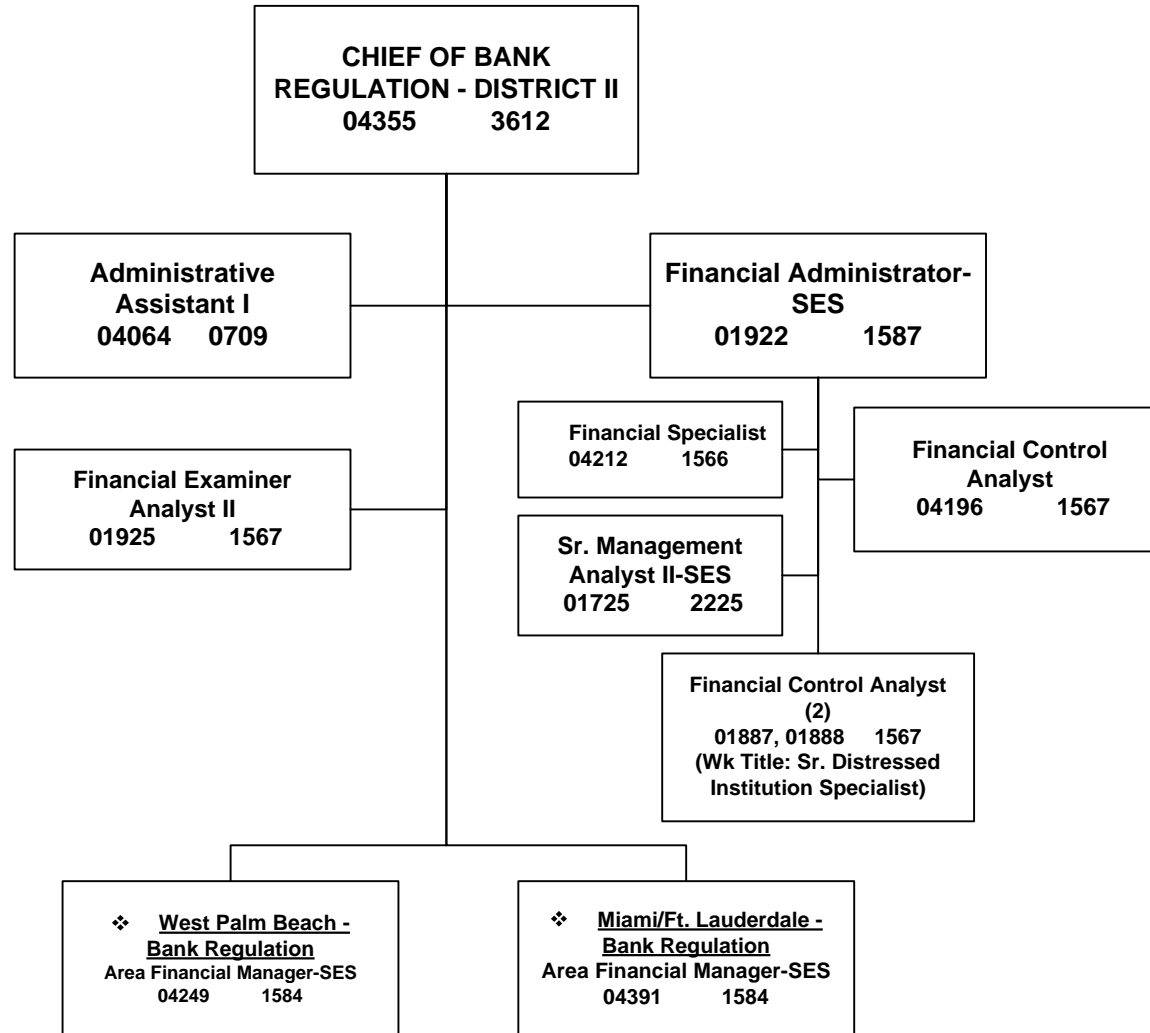 CHIEF OF BANK
REGULATION - DISTRICT II
04355 3612
Administrative
Assistant I
04064 0709
Financial Administrator-
SES
01922 1587
Financial Specialist
04212 1566
Financial Control
Analyst
04196 1567
Financial Examiner
Analyst II
01925 1567
Sr. Management
Analyst II-SES
01725 2225
Financial Control Analyst
(2)
01887, 01888 1567
(Wk Title: Sr. Distressed
Institution Specialist)
❖ West Palm Beach -
Bank Regulation
Area Financial Manager-SES
04249 1584
❖ Miami/Ft. Lauderdale -
Bank Regulation
Area Financial Manager-SES
04391 1584